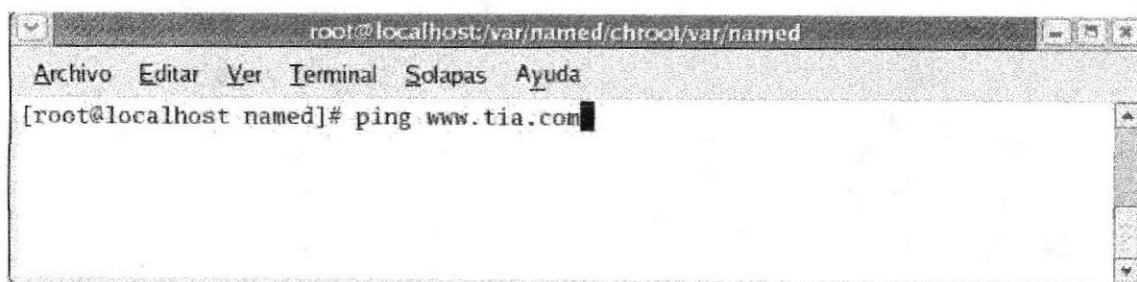 root@localhost:/var/named/chroot/var/named
Archivo Editar Ver Terminal Solapas Ayuda
[root@localhost named]# ping www.tia.com